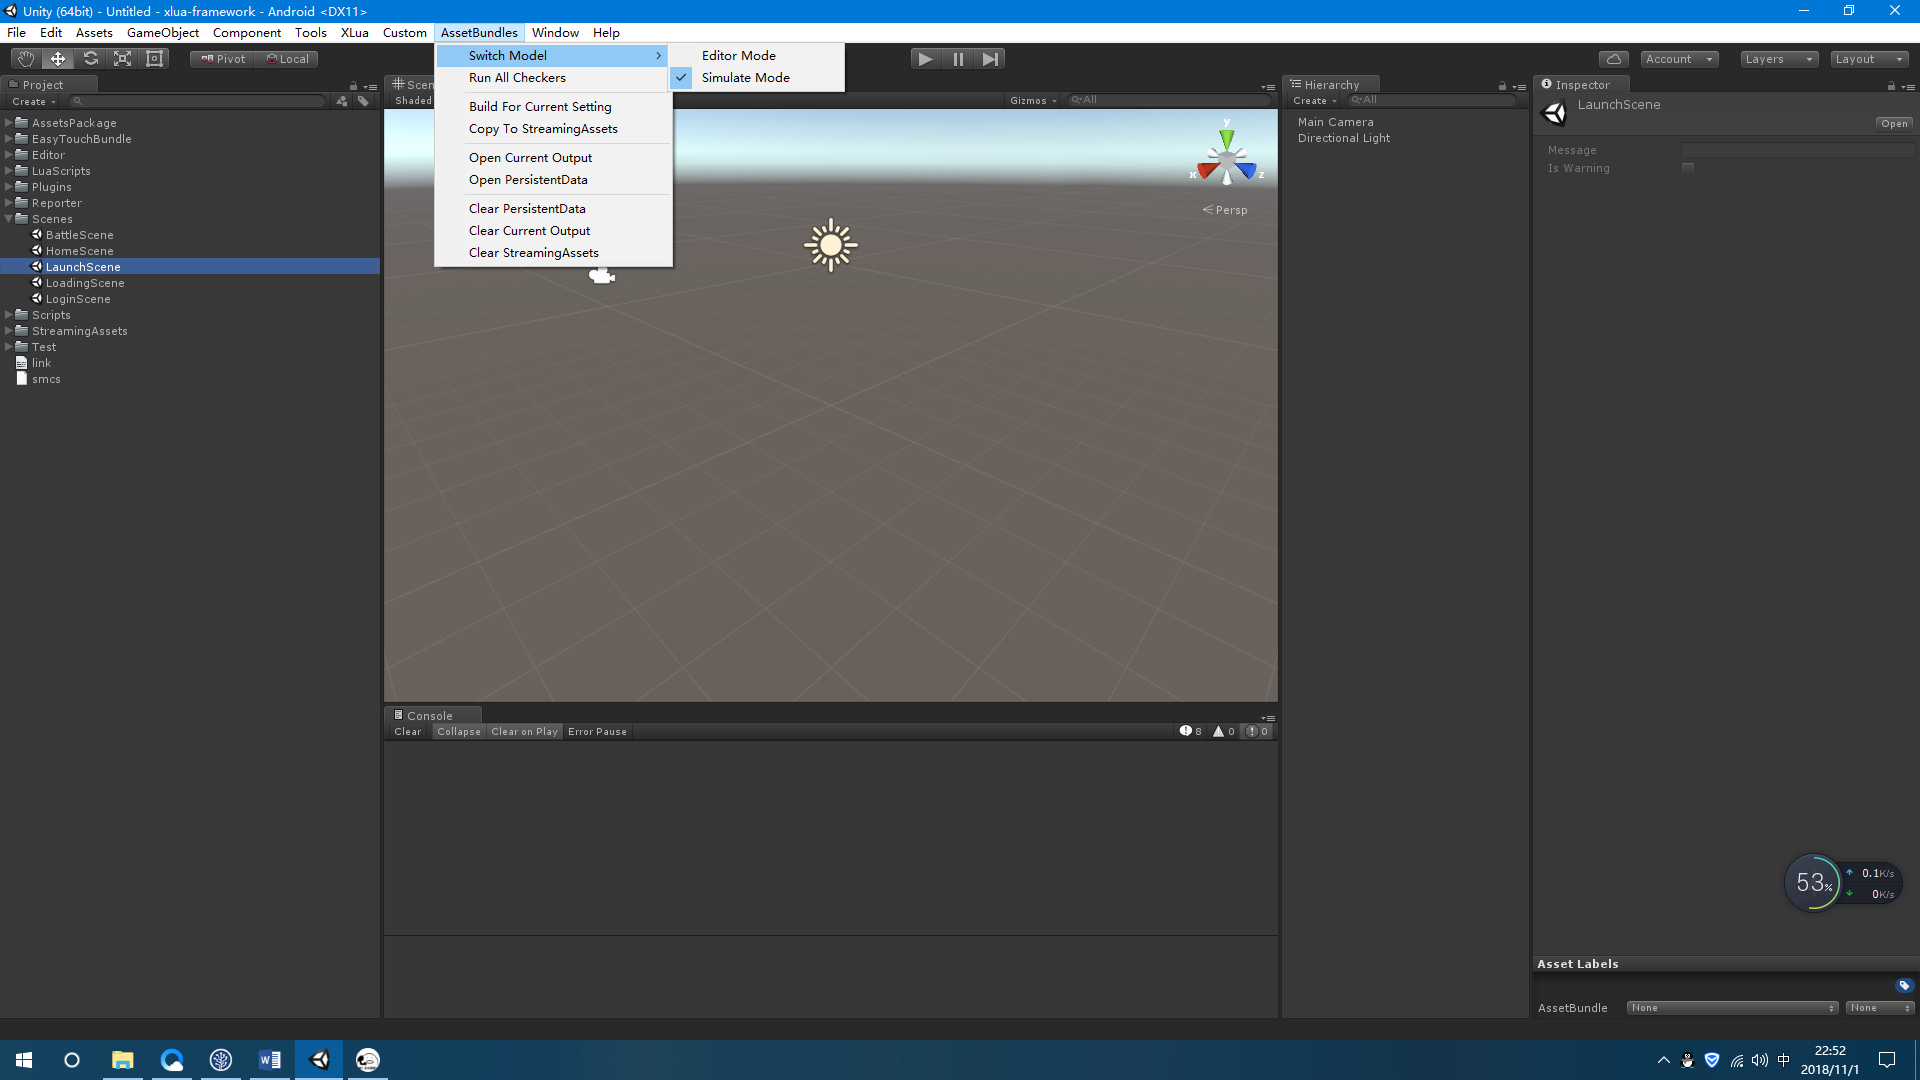 Unity (64bit) - Untitled - xlua-framework - Android <DX11>
File Edit Assets GameObject Component Tools XLua Custom AssetBundles Window Help
Pivot Local
Account Layers Layout
Switch Model
Run All Checkers
Build For Current Setting
Copy To StreamingAssets
Open Current Output
Open PersistentData
Clear PersistentData
Clear Current Output
Clear StreamingAssets
Editor Mode
Simulate Mode
Project
Create
AssetsPackage
EasyTouchBundle
Editor
LuaScripts
Plugins
Reporter
Scenes
BattleScene
HomeScene
LaunchScene
LoadingScene
LoginScene
Scripts
StreamingAssets
Test
link
smcs
Scen
Shaded
Gizmos All
y
x z
Persp
Console
Clear Collapse Clear on Play Error Pause 8 0 0
Hierarchy
Create All
Main Camera
Directional Light
Inspector
LaunchScene
Open
Message
Is Warning
53% 0.1K/s
0K/s
Asset Labels
AssetBundle None None
中
22:52
2018/11/1